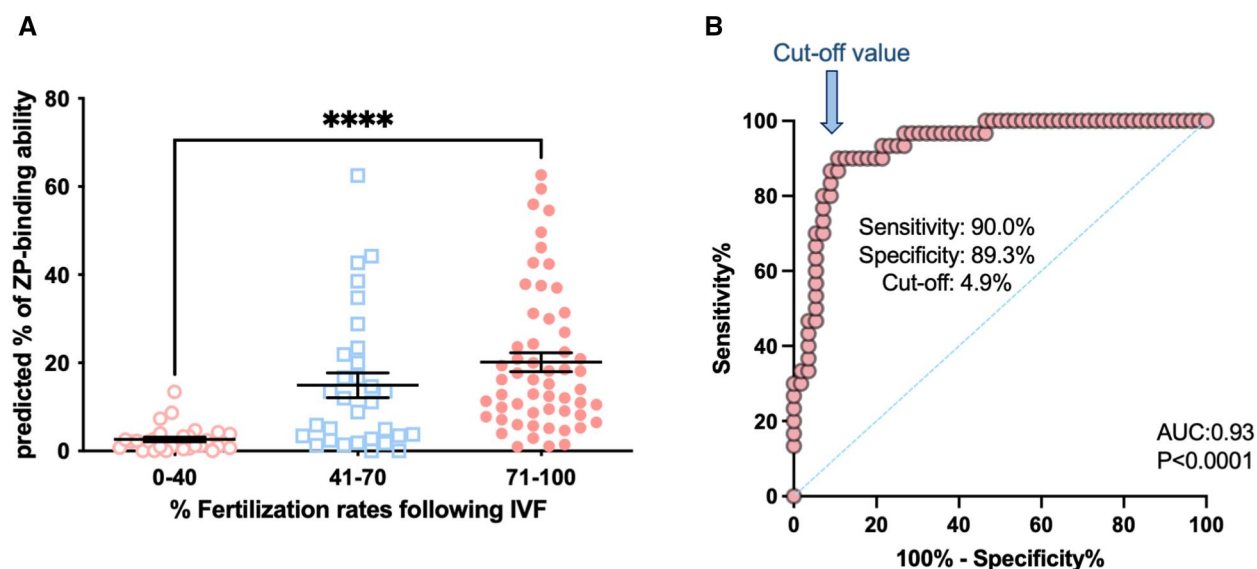 A
predicted % of ZP-binding ability
80
60
40
20
0
****
0-40
41-70
71-100
% Fertilization rates following IVF
B
Cut-off value
Sensitivity%
100
80
60
40
20
0
Sensitivity: 90.0%
Specificity: 89.3%
Cut-off: 4.9%
AUC:0.93
P<0.0001
0
20
40
60
80
100
100% - Specificity%